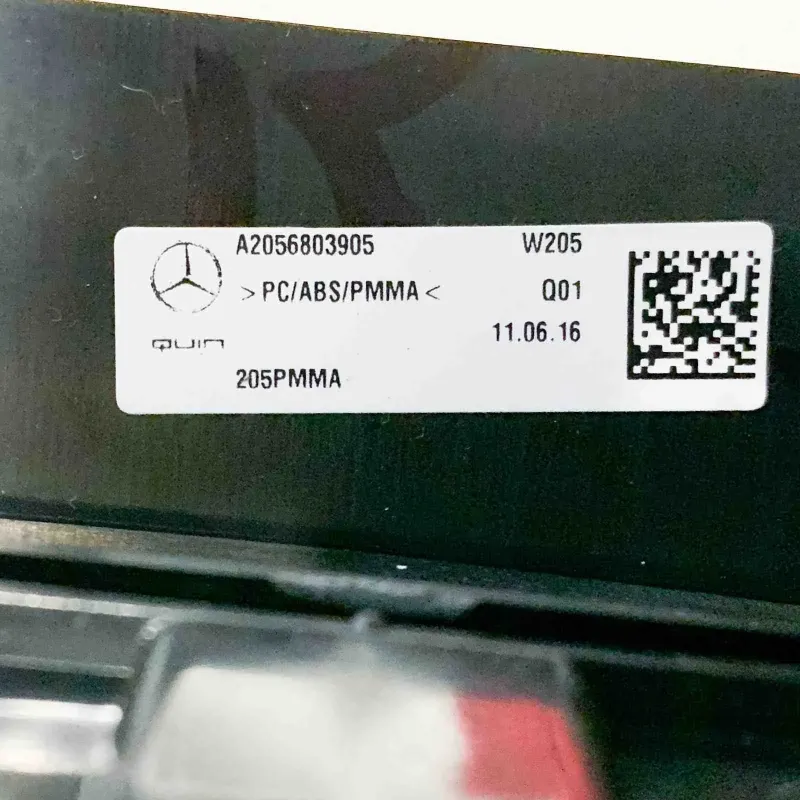 A2056803905 W205
>PC/ABS/PMMA< Q01
11.06.16
QUIN
205PMMA